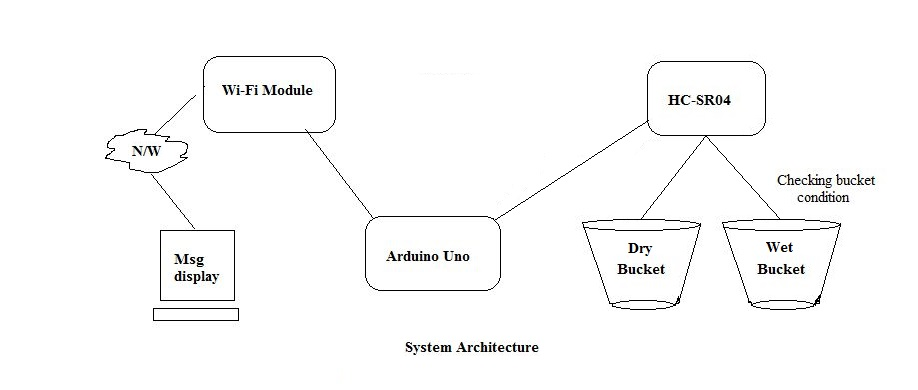 Wi-Fi Module
HC-SR04
N/W
Checking bucket
condition
Msg
display
Arduino Uno
Dry
Bucket
Wet
Bucket
System Architecture